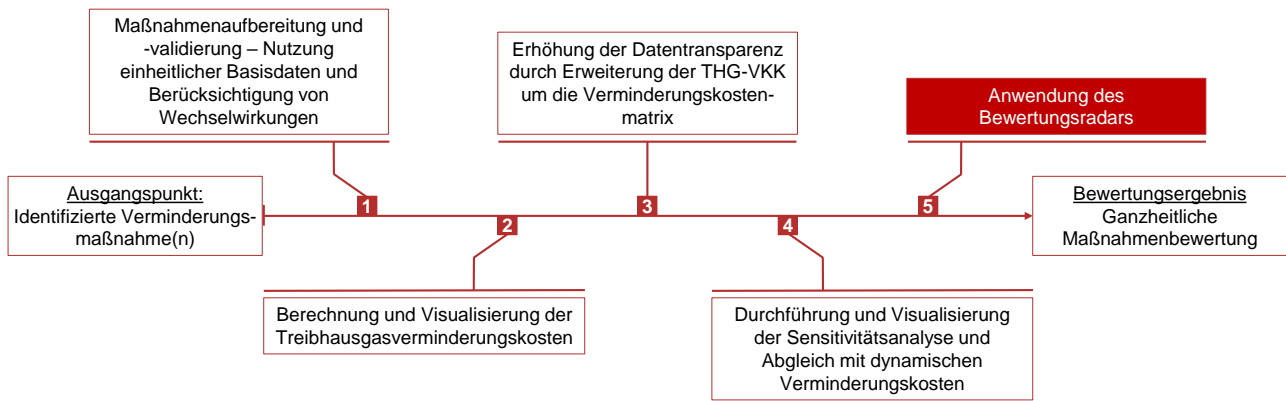 Maßnahmenaufbereitung und
-validierung – Nutzung
einheitlicher Basisdaten und
Berücksichtigung von
Wechselwirkungen
Erhöhung der Datentransparenz
durch Erweiterung der THG-VKK
um die Verminderungskosten-
matrix
Anwendung des
Bewertungsradars
Ausgangspunkt:
Identifizierte Verminderungs-
maßnahme(n)
1
2
3
4
5
Bewertungsergebnis
Ganzheitliche
Maßnahmenbewertung
Berechnung und Visualisierung der
Treibhausgasverminderungskosten
Durchführung und Visualisierung
der Sensitivitätsanalyse und
Abgleich mit dynamischen
Verminderungskosten